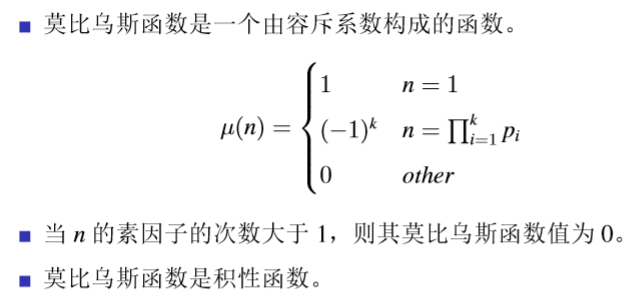 莫比乌斯函数是一个由容斥系数构成的函数。
μ(n) = { 1 n = 1
(−1)^k n = ∏_{i=1}^k p_i
0 other
当 n 的素因子的次数大于 1，则其莫比乌斯函数值为 0。
莫比乌斯函数是积性函数。